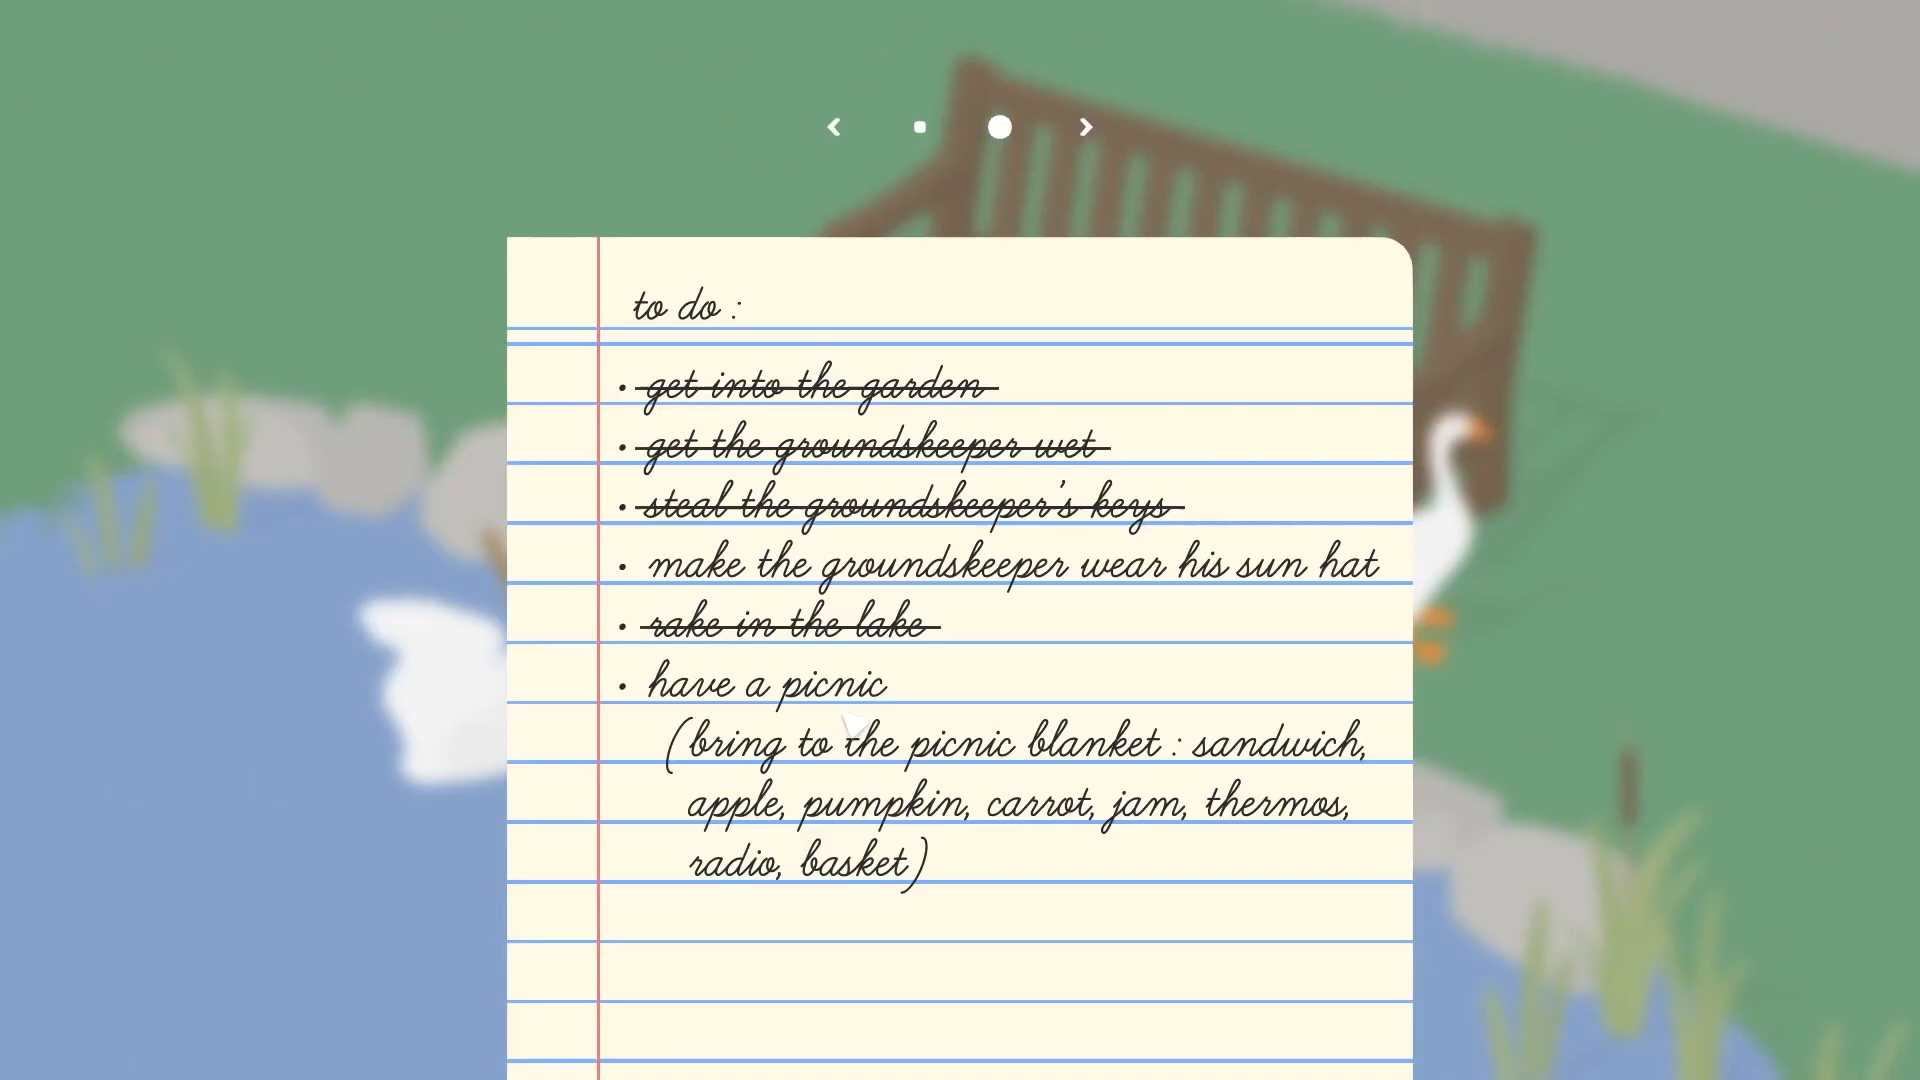 to do :
• get into the garden
• get the groundskeeper wet
• steal the groundskeeper's keys
• make the groundskeeper wear his sun hat
• rake in the lake
• have a picnic
(bring to the picnic blanket : sandwich,
apple, pumpkin, carrot, jam, thermos,
radio, basket)